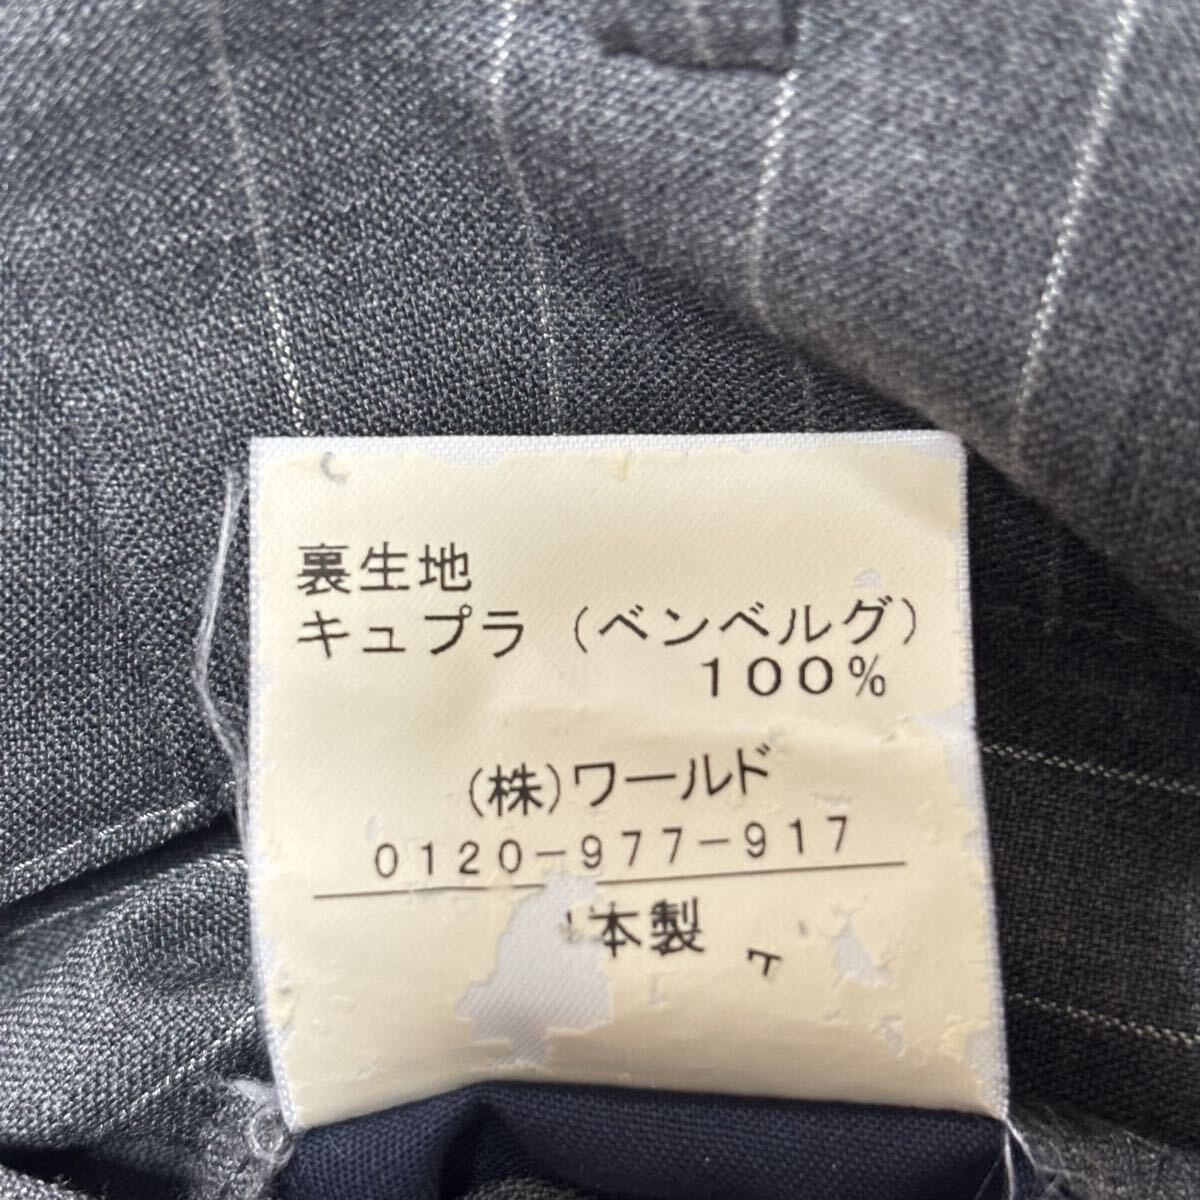 裏生地
キュプラ（ベンベルグ）
１００％
(株)ワールド
０１２０−９７７−９１７
本製